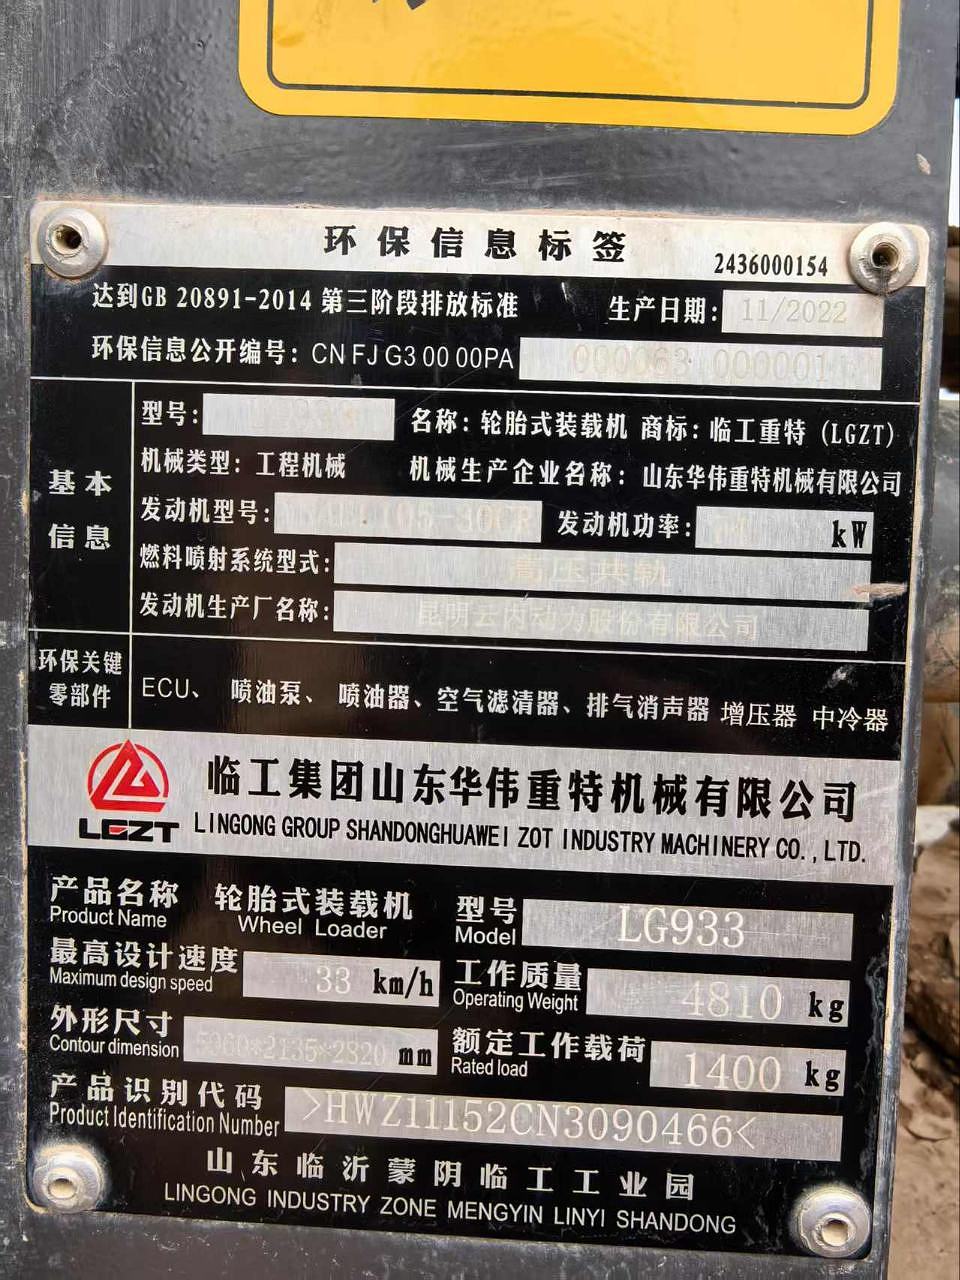 环保信息标签
2436000154
达到GB 20891-2014 第三阶段排放标准 生产日期: 11/2022
环保信息公开编号: CN FJ G3 00 00PA 000063 000001
基本信息
型号:
名称: 轮胎式装载机 商标: 临工重特 (LGZT)
机械类型: 工程机械 机械生产企业名称: 山东华伟重特机械有限公司
发动机型号: 发动机功率: kW
燃料喷射系统型式: 高压共轨
发动机生产厂名称: 昆明云内动力股份有限公司
环保关键零部件
ECU、 喷油泵、 喷油器、空气滤清器、排气消声器 增压器 中冷器
LGZT
临工集团山东华伟重特机械有限公司
LINGONG GROUP SHANDONGHUAWEI ZOT INDUSTRY MACHINERY CO., LTD.
产品名称 轮胎式装载机 型号 LG933
Product Name Wheel Loader Model
最高设计速度 33 km/h 工作质量 4810 kg
Maximum design speed Operating Weight
外形尺寸 *2135*2820 mm 额定工作载荷 1400 kg
Contour dimension Rated load
产品识别代码 >HWZ11152CN3090466<
Product Identification Number
山东临沂蒙阴临工工业园
LINGONG INDUSTRY ZONE MENGYIN LINYI SHANDONG